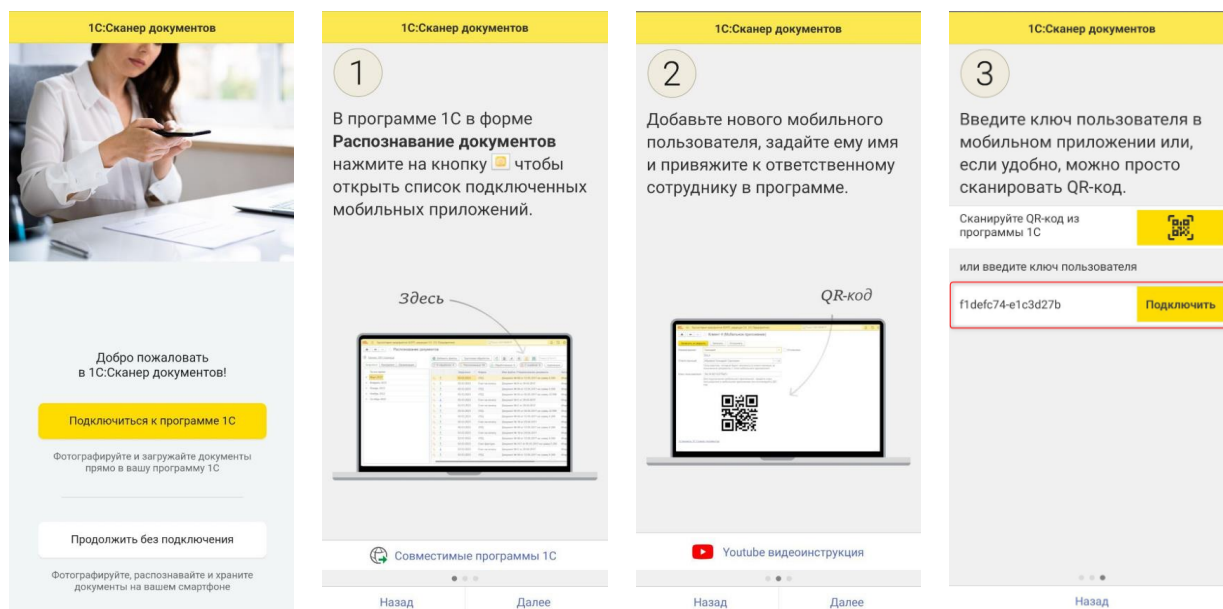 1С:Сканер документов
Добро пожаловать
в 1С:Сканер документов!
Подключиться к программе 1С
Фотографируйте и загружайте документы
прямо в вашу программу 1С
Продолжить без подключения
Фотографируйте, распознавайте и храните
документы на вашем смартфоне
1С:Сканер документов
1
В программе 1С в форме
Распознавание документов
нажмите на кнопку чтобы
открыть список подключенных
мобильных приложений.
Здесь
Распознавание документов
Совместимые программы 1С
Назад
Далее
1С:Сканер документов
2
Добавьте нового мобильного
пользователя, задайте ему имя
и привяжите к ответственному
сотруднику в программе.
QR-код
Youtube видеоинструкция
Назад
Далее
1С:Сканер документов
3
Введите ключ пользователя в
мобильном приложении или,
если удобно, можно просто
сканировать QR-код.
Сканируйте QR-код из
программы 1С
или введите ключ пользователя
f1defc74-e1c3d27b
Подключить
Назад